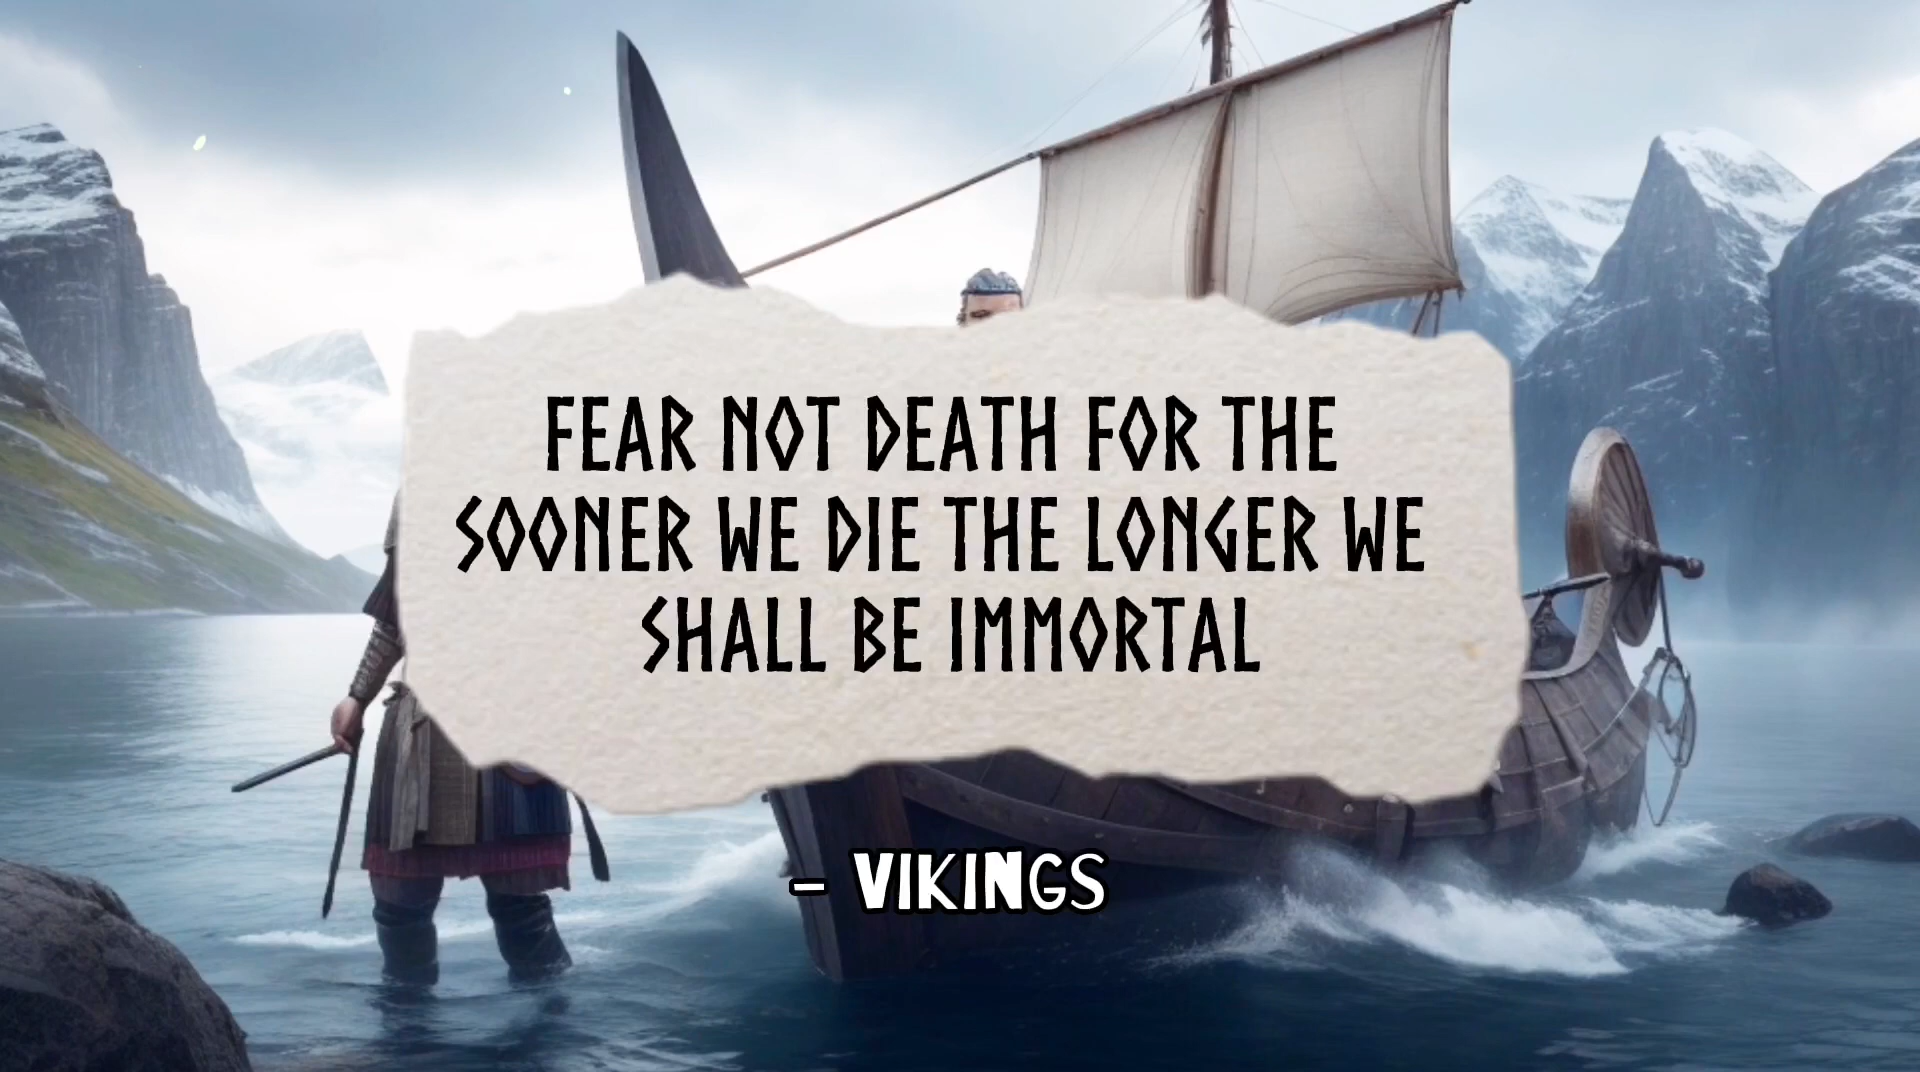 FEAR NOT DEATH FOR THE
SOONER WE DIE THE LONGER WE
SHALL BE IMMORTAL
- VIKINGS